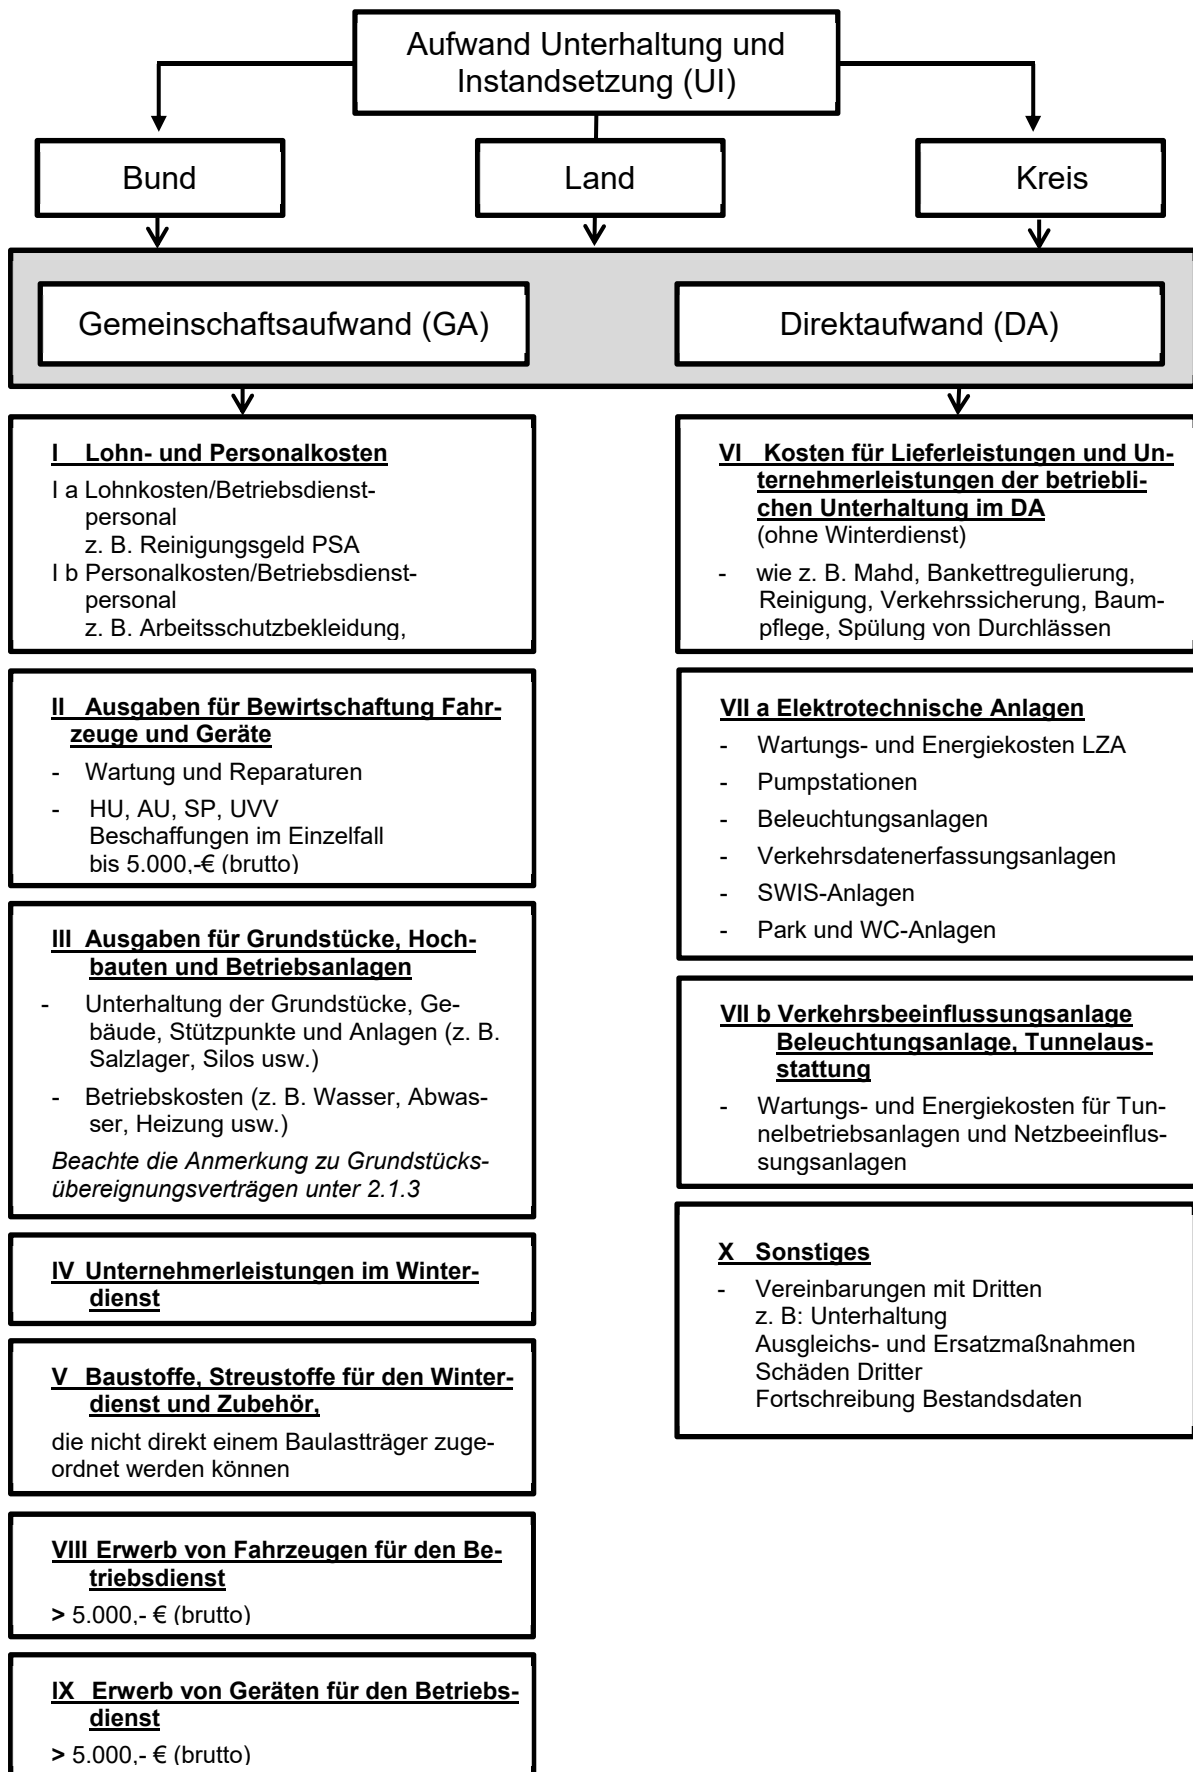 Aufwand Unterhaltung und
Instandsetzung (UI)
Bund
Land
Kreis
Gemeinschaftsaufwand (GA)
Direktaufwand (DA)
I Lohn- und Personalkosten
I a Lohnkosten/Betriebsdienst-
personal
z. B. Reinigungsgeld PSA
I b Personalkosten/Betriebsdienst-
personal
z. B. Arbeitsschutzbekleidung,
II Ausgaben für Bewirtschaftung Fahr-
zeuge und Geräte
- Wartung und Reparaturen
- HU, AU, SP, UVV
Beschaffungen im Einzelfall
bis 5.000,-€ (brutto)
III Ausgaben für Grundstücke, Hoch-
bauten und Betriebsanlagen
- Unterhaltung der Grundstücke, Ge-
bäude, Stützpunkte und Anlagen (z. B.
Salzlager, Silos usw.)
- Betriebskosten (z. B. Wasser, Abwas-
ser, Heizung usw.)
Beachte die Anmerkung zu Grundstücks-
übereignungsverträgen unter 2.1.3
IV Unternehmerleistungen im Winter-
dienst
V Baustoffe, Streustoffe für den Winter-
dienst und Zubehör,
die nicht direkt einem Baulastträger zuge-
ordnet werden können
VIII Erwerb von Fahrzeugen für den Be-
triebsdienst
> 5.000,- € (brutto)
IX Erwerb von Geräten für den Betriebs-
dienst
> 5.000,- € (brutto)
VI Kosten für Lieferleistungen und Un-
ternehmerleistungen der betriebli-
chen Unterhaltung im DA
(ohne Winterdienst)
- wie z. B. Mahd, Bankettregulierung,
Reinigung, Verkehrssicherung, Baum-
pflege, Spülung von Durchlässen
VII a Elektrotechnische Anlagen
- Wartungs- und Energiekosten LZA
- Pumpstationen
- Beleuchtungsanlagen
- Verkehrsdatenerfassungsanlagen
- SWIS-Anlagen
- Park und WC-Anlagen
VII b Verkehrsbeeinflussungsanlage
Beleuchtungsanlage, Tunnelaus-
stattung
- Wartungs- und Energiekosten für Tun-
nelbetriebsanlagen und Netzbeeinflus-
sungsanlagen
X Sonstiges
- Vereinbarungen mit Dritten
z. B: Unterhaltung
Ausgleichs- und Ersatzmaßnahmen
Schäden Dritter
Fortschreibung Bestandsdaten